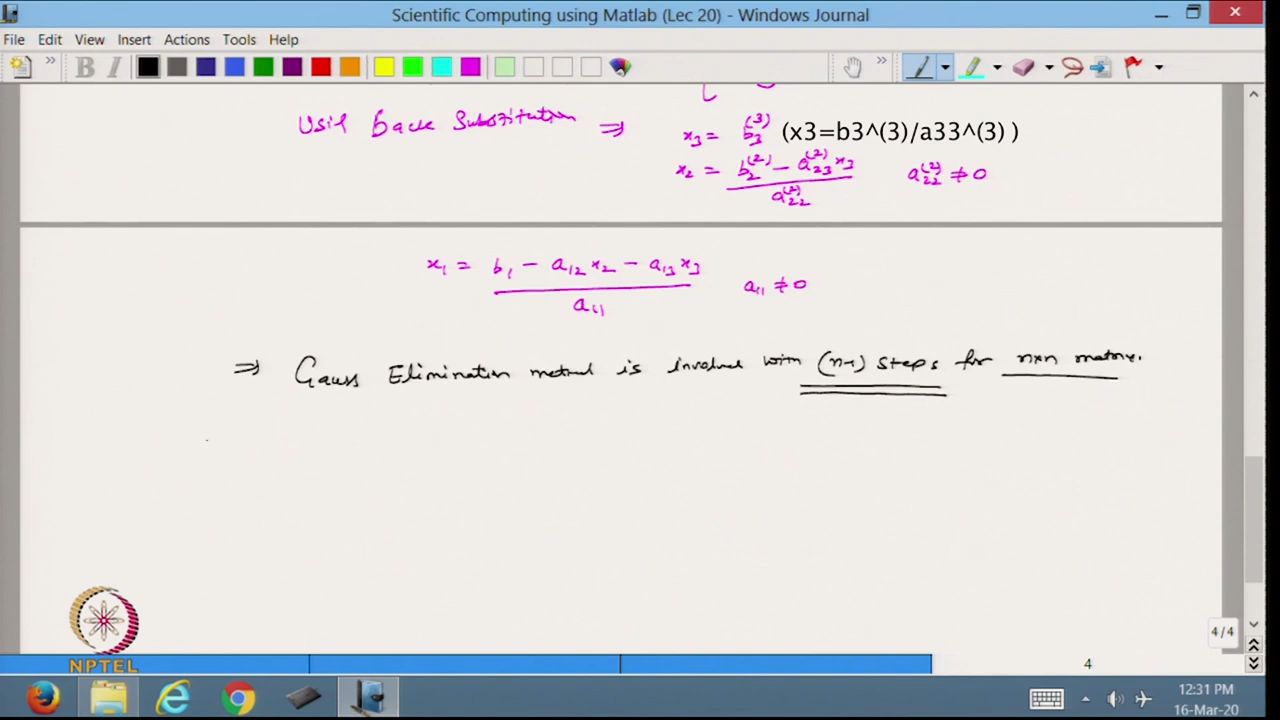 Scientific Computing using Matlab (Lec 20) - Windows Journal
File Edit View Insert Actions Tools Help
Usil back Substitution ⇒ x₃ = b₃⁽³⁾ (x3=b3^(3)/a33^(3) )
x₂ = (b₂⁽²⁾ − a₂₃⁽²⁾ x₃) / a₂₂⁽²⁾ a₂₂⁽²⁾ ≠ 0
x₁ = (b₁ − a₁₂ x₂ − a₁₃ x₃) / a₁₁ a₁₁ ≠ 0
⇒ Gauss Elimination method is involved with (n-1) steps for n×n matrix.
4/4
NPTEL
4
12:31 PM
16-Mar-20